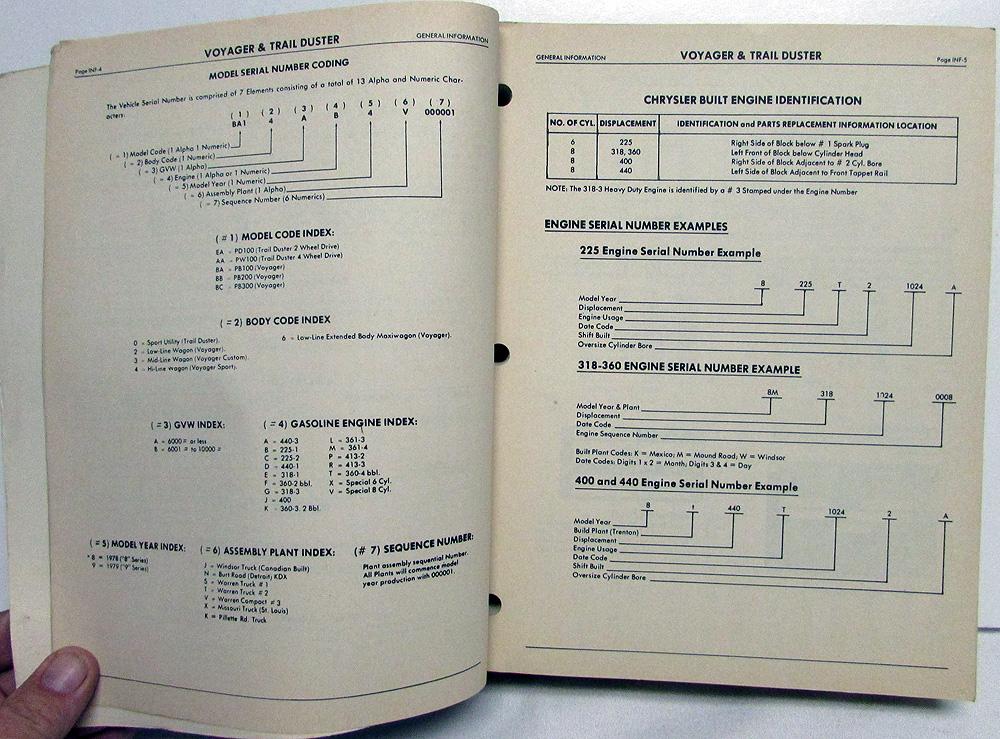 Page INF-4
VOYAGER & TRAIL DUSTER
GENERAL INFORMATION
MODEL SERIAL NUMBER CODING
The Vehicle Serial Number is comprised of 7 Elements consisting of a total of 13 Alpha and Numeric Char-
acters:
(1) (2) (3) (4) (5) (6) (7)
BA1 4 A B 4 V 000001
(=1) Model Code (1 Alpha 1 Numeric)
(=2) Body Code (1 Numeric)
(=3) GVW (1 Alpha)
(=4) Engine (1 Alpha or 1 Numeric)
(=5) Model Year (1 Numeric)
(=6) Assembly Plant (1 Alpha)
(=7) Sequence Number (6 Numerics)
(=1) MODEL CODE INDEX:
EA - PD100 (Trail Duster 2 Wheel Drive)
AA - PW100 (Trail Duster 4 Wheel Drive)
BA - PB100 (Voyager)
BB - PB200 (Voyager)
BC - PB300 (Voyager)
(=2) BODY CODE INDEX
0 - Sport Utility (Trail Duster).
2 - Low-Line Wagon (Voyager).
3 - Mid-Line Wagon (Voyager Custom).
4 - Hi-Line wagon (Voyager Sport).
6 - Low-Line Extended Body Maxiwagon (Voyager).
(=3) GVW INDEX:
A - 6000# or less
B - 6001# to 10000#
(=4) GASOLINE ENGINE INDEX:
A - 440-3
B - 225-1
C - 225-2
D - 440-1
E - 318-1
F - 360-2 bbl.
G - 318-3
J - 400
K - 360-3. 2 Bbl.
L - 361-3
M - 361-4
P - 413-2
R - 413-3
T - 360-4 bbl.
X - Special 6 Cyl.
V - Special 8 Cyl.
(=5) MODEL YEAR INDEX:
*8 = 1978 ("8" Series)
9 = 1979 ("9" Series)
(=6) ASSEMBLY PLANT INDEX:
J - Windsor Truck (Canadian Built)
N - Burt Road (Detroit) KDX
S - Warren Truck #1
T - Warren Truck #2
V - Warren Compact #3
X - Missouri Truck (St. Louis)
K = Pillette Rd. Truck
(# 7) SEQUENCE NUMBER:
Plant assembly sequential Number.
All Plants will commence model
year production with 000001.
GENERAL INFORMATION
VOYAGER & TRAIL DUSTER
Page INF-5
CHRYSLER BUILT ENGINE IDENTIFICATION
NO. OF CYL. DISPLACEMENT IDENTIFICATION and PARTS REPLACEMENT INFORMATION LOCATION
6 225 Right Side of Block below # 1 Spark Plug
8 318, 360 Left Front of Block below Cylinder Head
8 400 Right Side of Block Adjacent to # 2 Cyl. Bore
8 440 Left Side of Block Adjacent to Front Tappet Rail
NOTE: The 318-3 Heavy Duty Engine is identified by a # 3 Stamped under the Engine Number
ENGINE SERIAL NUMBER EXAMPLES
225 Engine Serial Number Example
8 225 T 2 1024 A
Model Year
Displacement
Engine Usage
Date Code
Shift Built
Oversize Cylinder Bore
318-360 ENGINE SERIAL NUMBER EXAMPLE
8M 318 1024 0008
Model Year & Plant
Displacement
Date Code
Engine Sequence Number
Built Plant Codes: K = Mexico; M = Mound Road; W = Windsor
Date Codes: Digits 1 x 2 = Month; Digits 3 & 4 = Day
400 and 440 Engine Serial Number Example
8 t 440 T 1024 2 A
Model Year
Build Plant (Trenton)
Displacement
Engine Usage
Date Code
Shift Built
Oversize Cylinder Bore